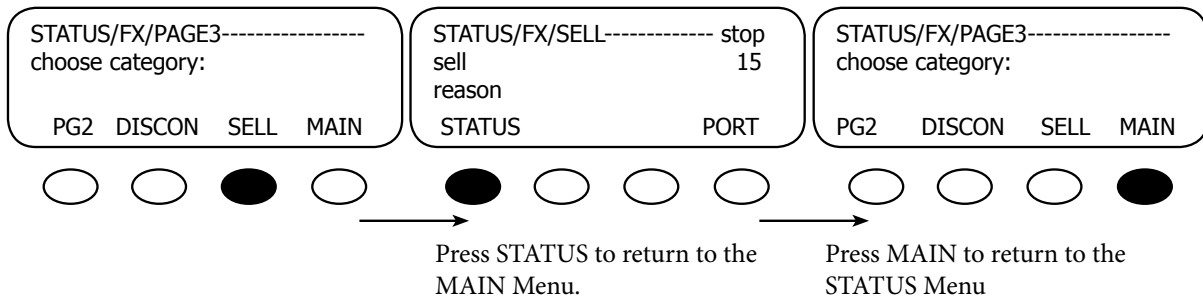 STATUS/FX/PAGE3-----------------
choose category:
PG2 DISCON SELL MAIN
STATUS/FX/SELL------------- stop
sell 15
reason
STATUS PORT
STATUS/FX/PAGE3-----------------
choose category:
PG2 DISCON SELL MAIN
Press STATUS to return to the
MAIN Menu.
Press MAIN to return to the
STATUS Menu